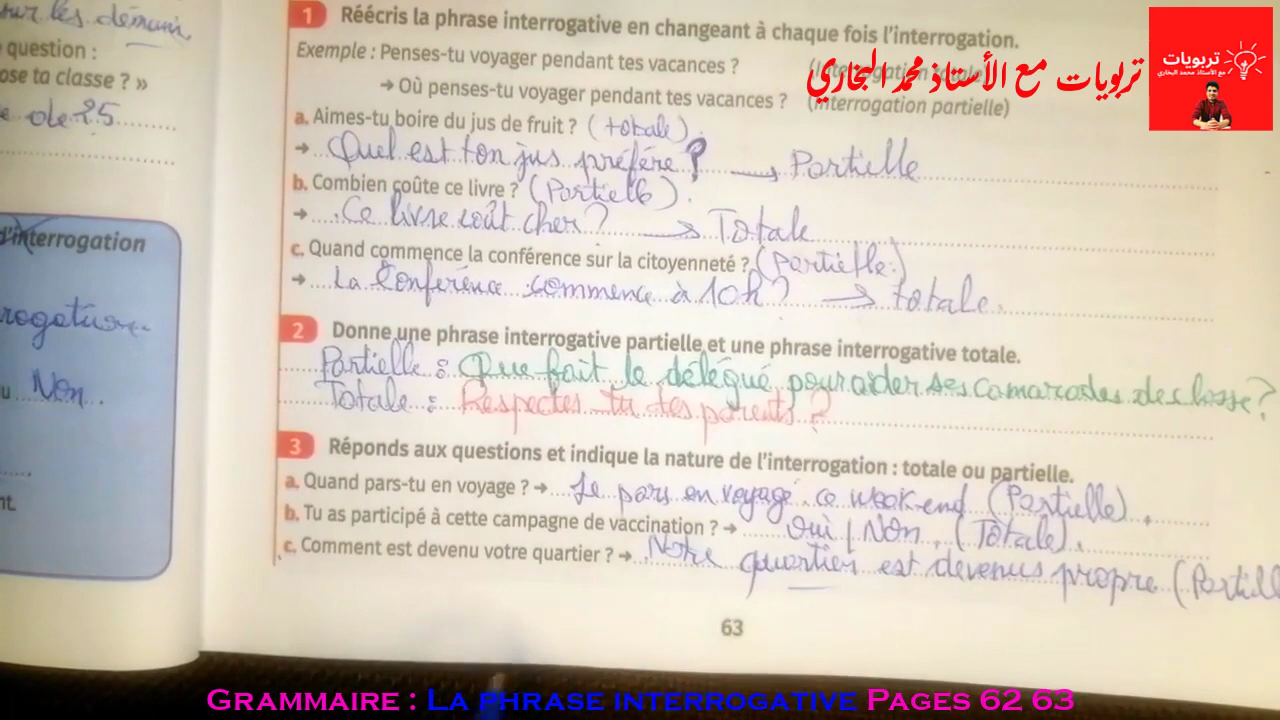 sur les
question :
ose ta classe ? »
de 25
d'interrogation
rogation
u Non.
nt.
1 Réécris la phrase interrogative en changeant à chaque fois l'interrogation.
Exemple : Penses-tu voyager pendant tes vacances ?
→ Où penses-tu voyager pendant tes vacances ? (Interrogation partielle)
a. Aimes-tu boire du jus de fruit ? (totale).
→ Quel est ton jus préféré ? → Partielle
b. Combien coûte ce livre ? (Partielle).
→ Ce livre coût cher ? → Totale
c. Quand commence la conférence sur la citoyenneté ? (partielle.)
→ La Conférence commence à 10h ? → totale.
2 Donne une phrase interrogative partielle et une phrase interrogative totale.
Partielle : Que fait le délégué pour aider ses camarades de classe ?
Totale : Respectes tu tes parents ?
3 Réponds aux questions et indique la nature de l'interrogation : totale ou partielle.
a. Quand pars-tu en voyage ? → Je pars en voyage ce week-end (Partielle).
b. Tu as participé à cette campagne de vaccination ? → Oui / Non. (Totale).
c. Comment est devenu votre quartier ? → Notre quartier est devenus propre (Partiell
63
تربويات مع الأستاذ محمد البخاري
تربويات
مع الأستاذ محمد البخاري
Grammaire : La phrase interrogative Pages 62 63